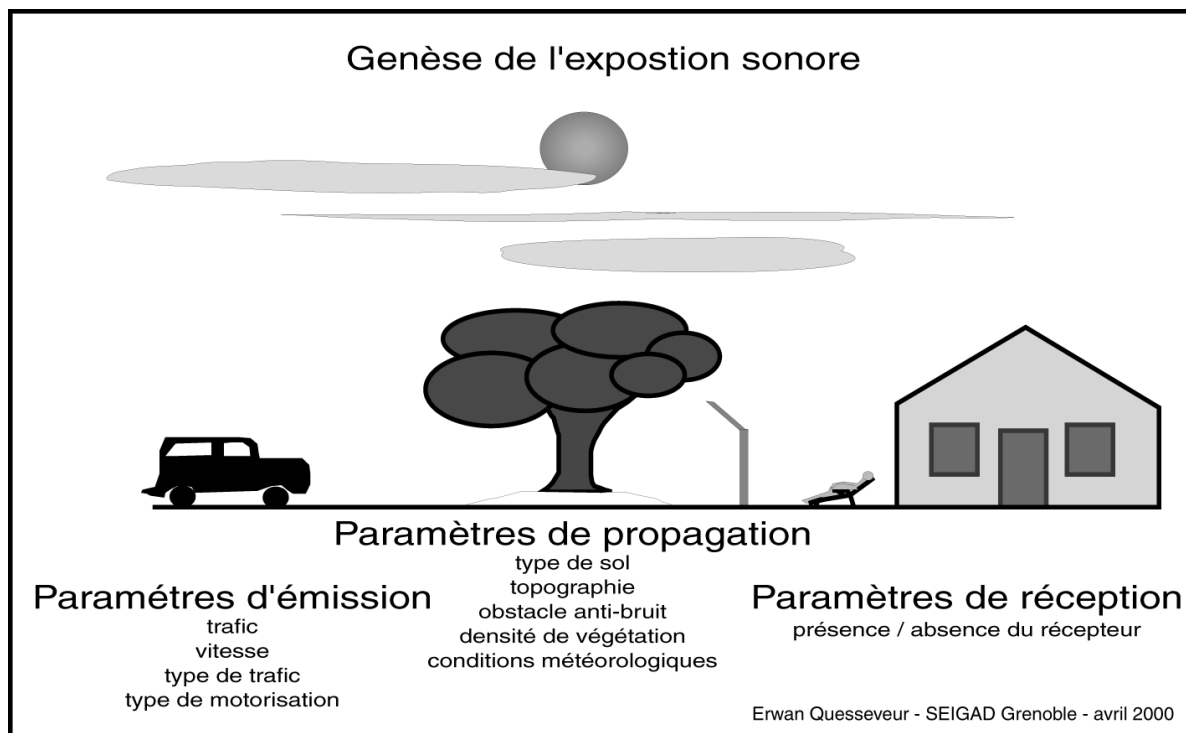 Genèse de l'expostion sonore
Paramètres de propagation
type de sol
topographie
obstacle anti-bruit
densité de végétation
conditions météorologiques
Paramétres d'émission
trafic
vitesse
type de trafic
type de motorisation
Paramètres de réception
présence / absence du récepteur
Erwan Quesseveur - SEIGAD Grenoble - avril 2000